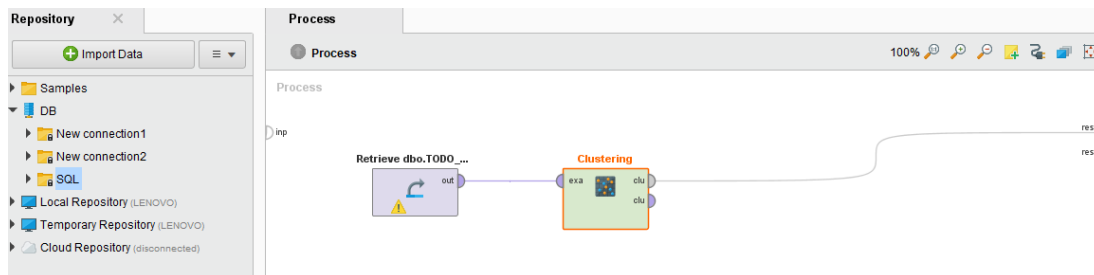 Repository
Import Data
Samples
DB
New connection1
New connection2
SQL
Local Repository (LENOVO)
Temporary Repository (LENOVO)
Cloud Repository (disconnected)
Process
Process
100%
Process
inp
res
res
Retrieve dbo.TODO_...
out
Clustering
exa
clu
clu